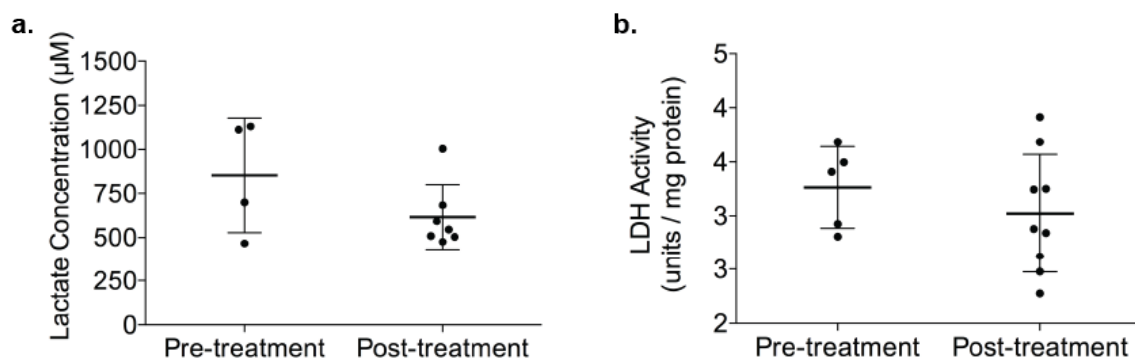 a.
Lactate Concentration (µM)
1500
1250
1000
750
500
250
0
Pre-treatment Post-treatment
b.
LDH Activity
(units / mg protein)
5
4
4
3
3
2
Pre-treatment Post-treatment